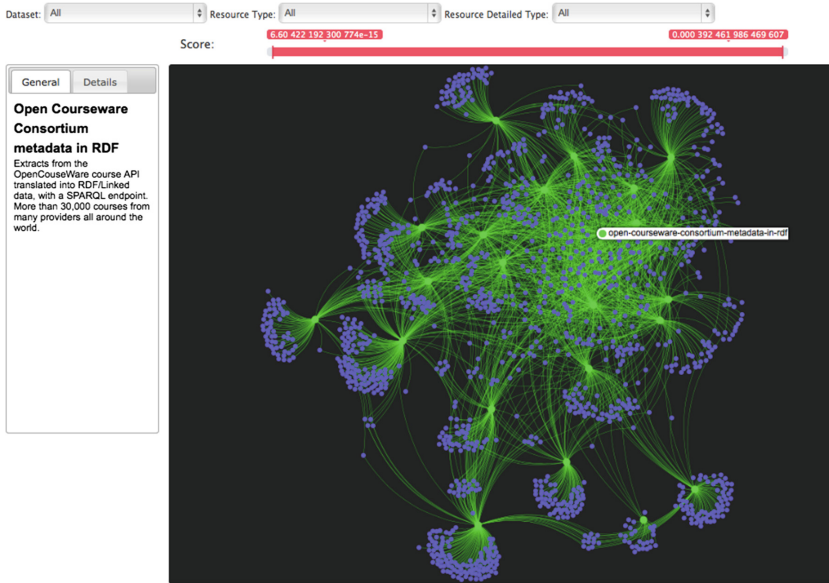 Dataset: All Resource Type: All Resource Detailed Type: All
6.60 422 192 300 774e-15 0.000 392 461 986 469 607
Score:
General Details
Open Courseware
Consortium
metadata in RDF
Extracts from the
OpenCouseWare course API
translated into RDF/Linked
data, with a SPARQL endpoint.
More than 30,000 courses from
many providers all around the
world.
open-courseware-consortium-metadata-in-rdf